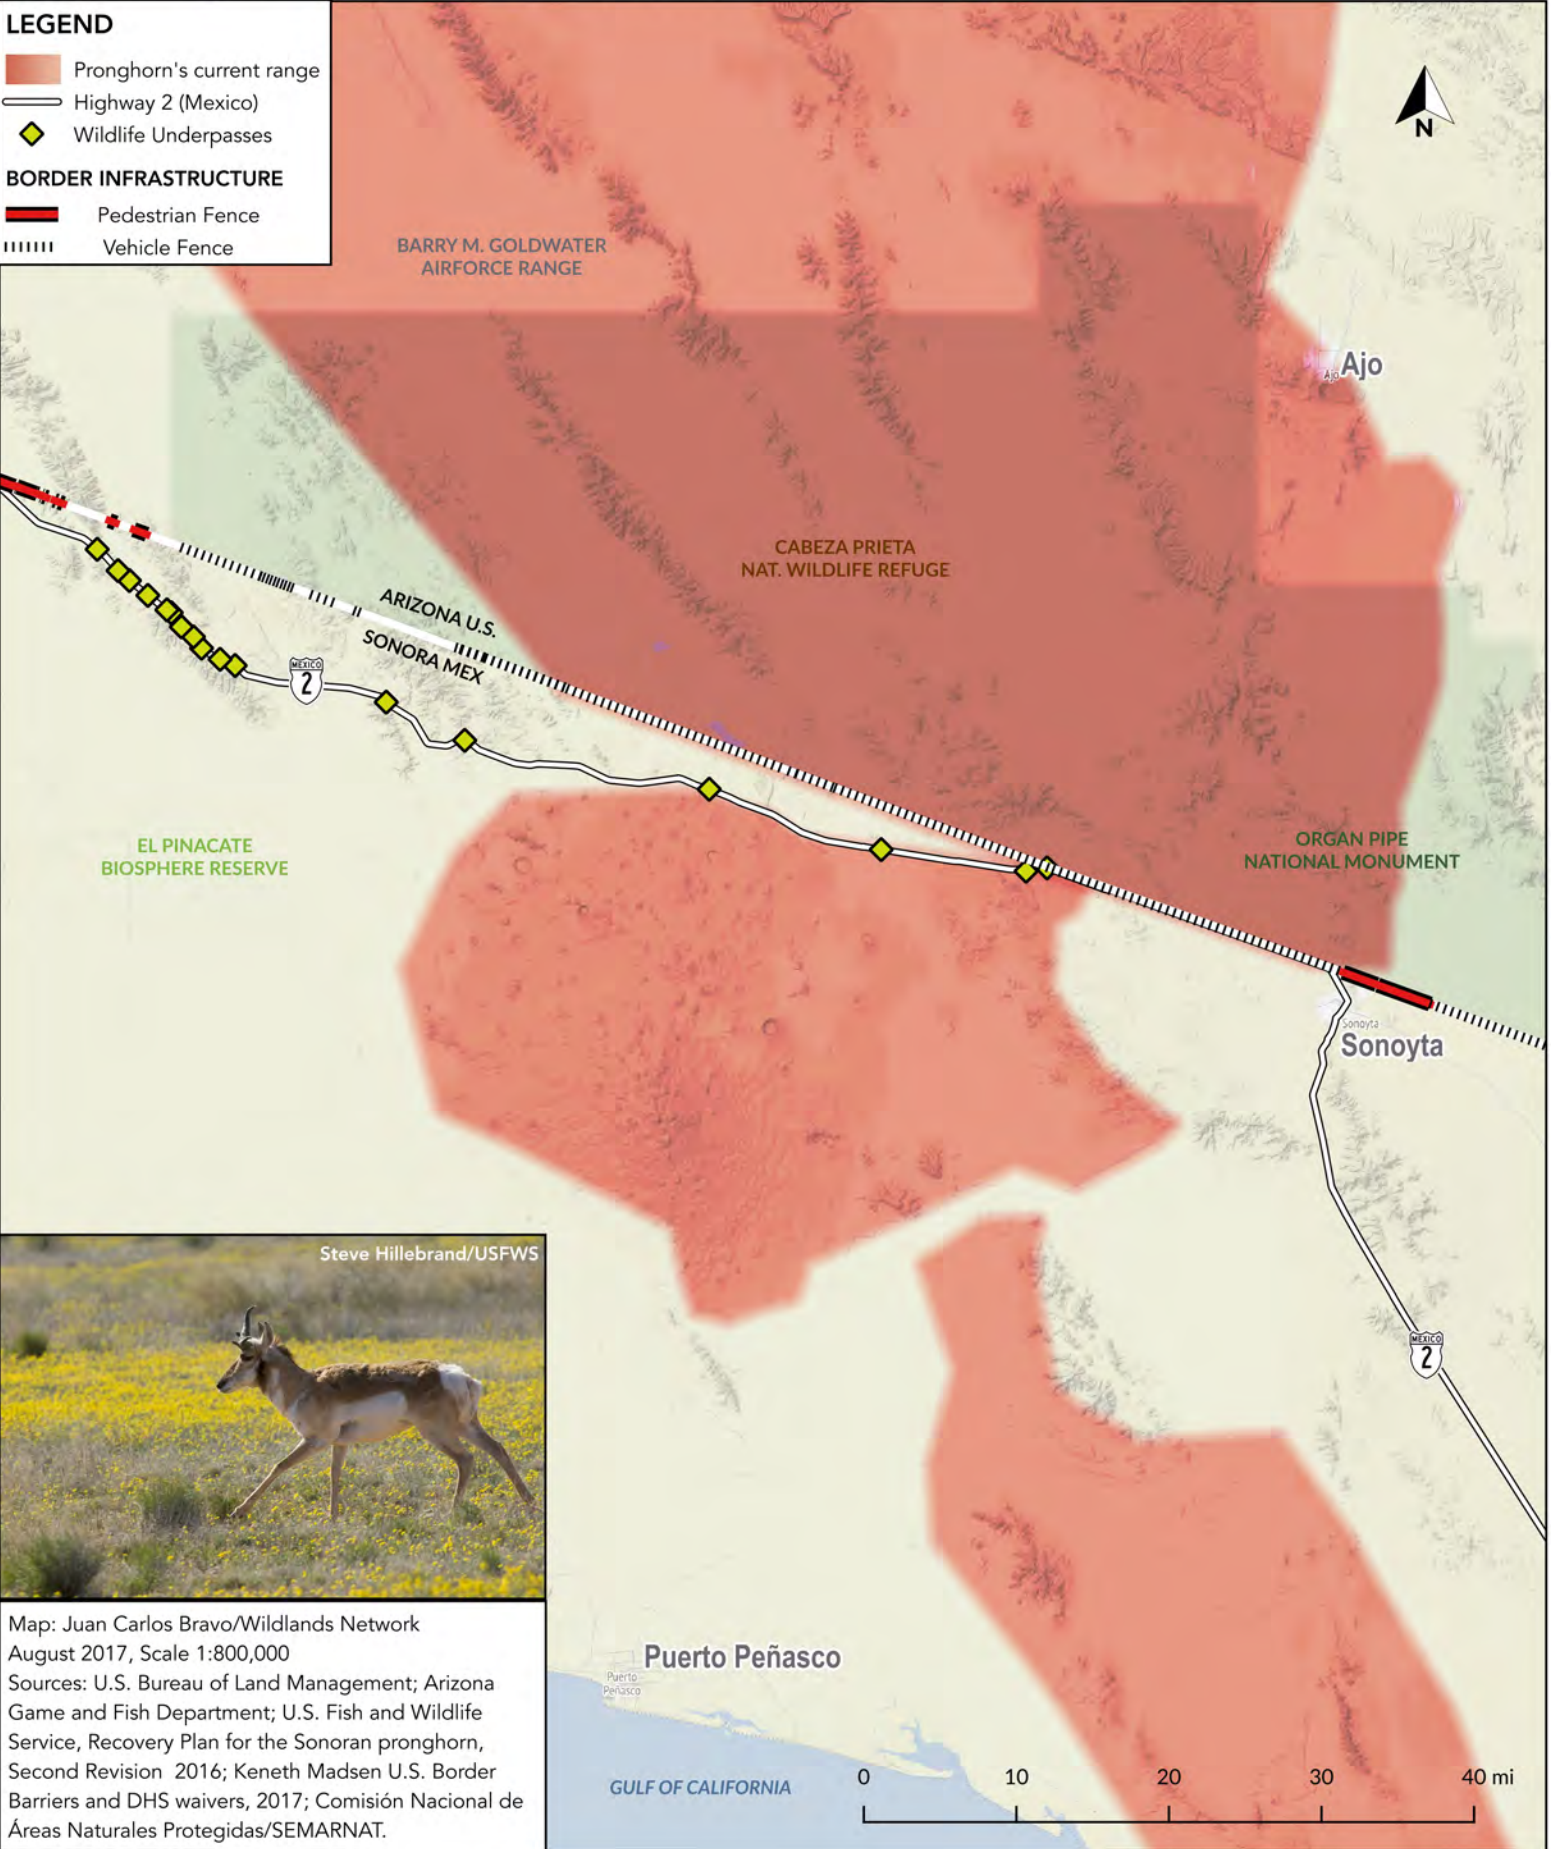 LEGEND
Pronghorn's current range
Highway 2 (Mexico)
Wildlife Underpasses
BORDER INFRASTRUCTURE
Pedestrian Fence
Vehicle Fence
N
BARRY M. GOLDWATER
AIRFORCE RANGE
Ajo
Ajo
CABEZA PRIETA
NAT. WILDLIFE REFUGE
ARIZONA U.S.
SONORA MEX
MEXICO
2
EL PINACATE
BIOSPHERE RESERVE
ORGAN PIPE
NATIONAL MONUMENT
Sonoyta
Sonoyta
Steve Hillebrand/USFWS
MEXICO
2
Map: Juan Carlos Bravo/Wildlands Network
August 2017, Scale 1:800,000
Sources: U.S. Bureau of Land Management; Arizona
Game and Fish Department; U.S. Fish and Wildlife
Service, Recovery Plan for the Sonoran pronghorn,
Second Revision 2016; Keneth Madsen U.S. Border
Barriers and DHS waivers, 2017; Comisión Nacional de
Áreas Naturales Protegidas/SEMARNAT.
Puerto Peñasco
Puerto
Peñasco
GULF OF CALIFORNIA
0 10 20 30 40 mi